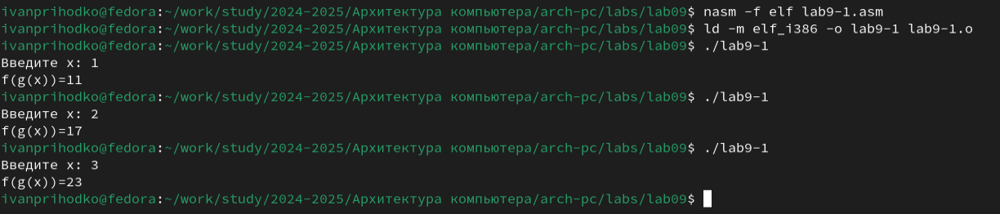 ivanprihodko@fedora:~/work/study/2024-2025/Архитектура компьютера/arch-pc/labs/lab09$ nasm -f elf lab9-1.asm
ivanprihodko@fedora:~/work/study/2024-2025/Архитектура компьютера/arch-pc/labs/lab09$ ld -m elf_i386 -o lab9-1 lab9-1.o
ivanprihodko@fedora:~/work/study/2024-2025/Архитектура компьютера/arch-pc/labs/lab09$ ./lab9-1
Введите x: 1
f(g(x))=11
ivanprihodko@fedora:~/work/study/2024-2025/Архитектура компьютера/arch-pc/labs/lab09$ ./lab9-1
Введите x: 2
f(g(x))=17
ivanprihodko@fedora:~/work/study/2024-2025/Архитектура компьютера/arch-pc/labs/lab09$ ./lab9-1
Введите x: 3
f(g(x))=23
ivanprihodko@fedora:~/work/study/2024-2025/Архитектура компьютера/arch-pc/labs/lab09$